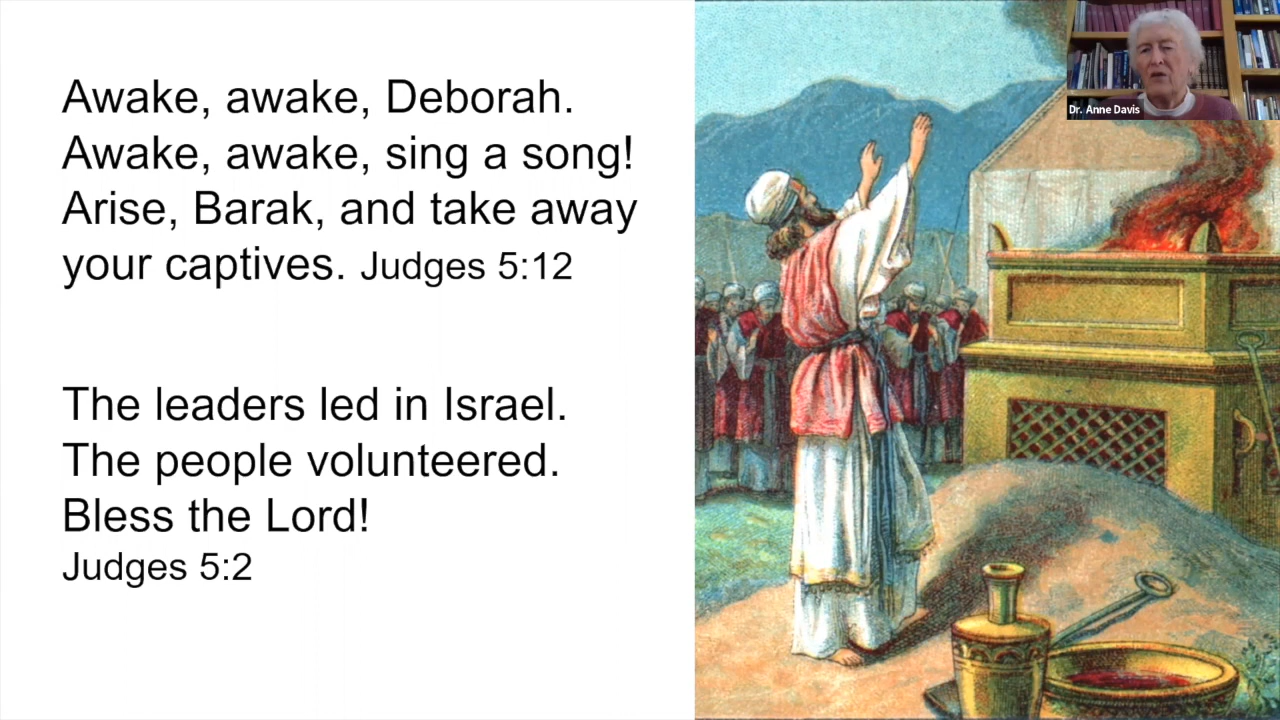 Awake, awake, Deborah.
Awake, awake, sing a song!
Arise, Barak, and take away
your captives. Judges 5:12
The leaders led in Israel.
The people volunteered.
Bless the Lord!
Judges 5:2
Dr. Anne Davis